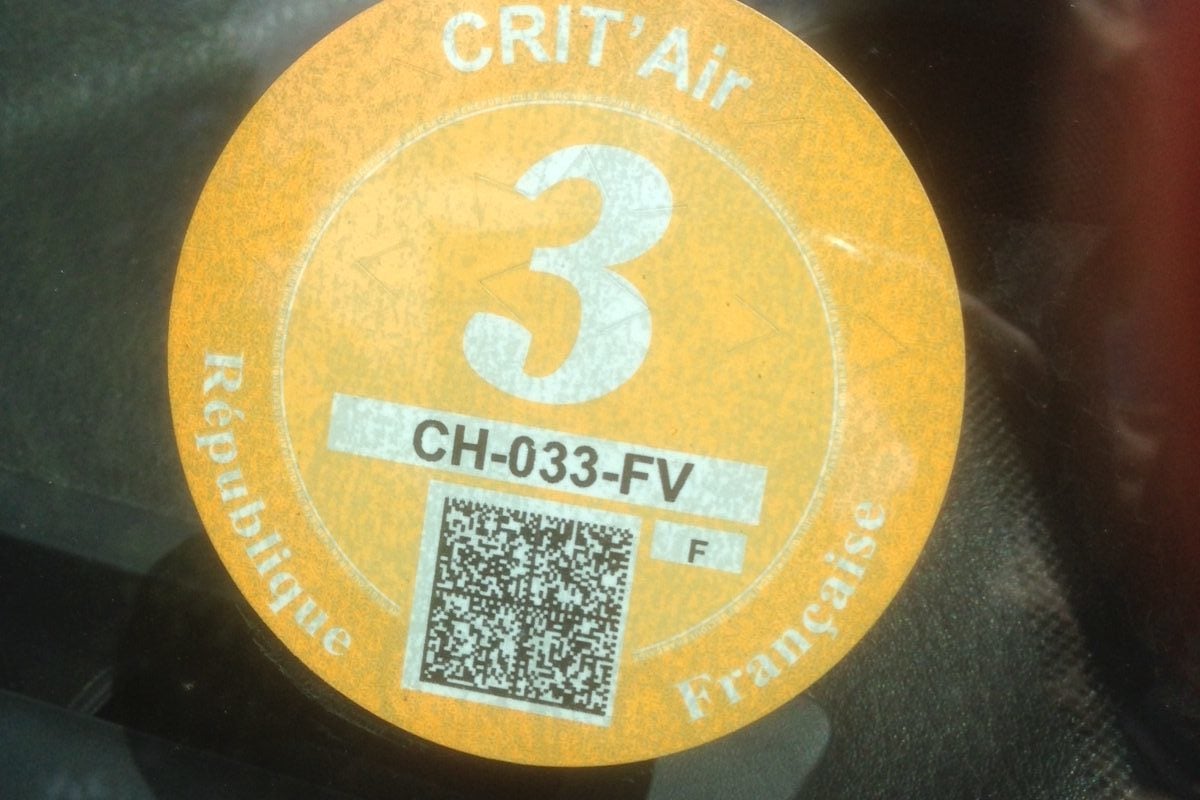 CRIT'Air
3
CH-033-FV
F
République
Française